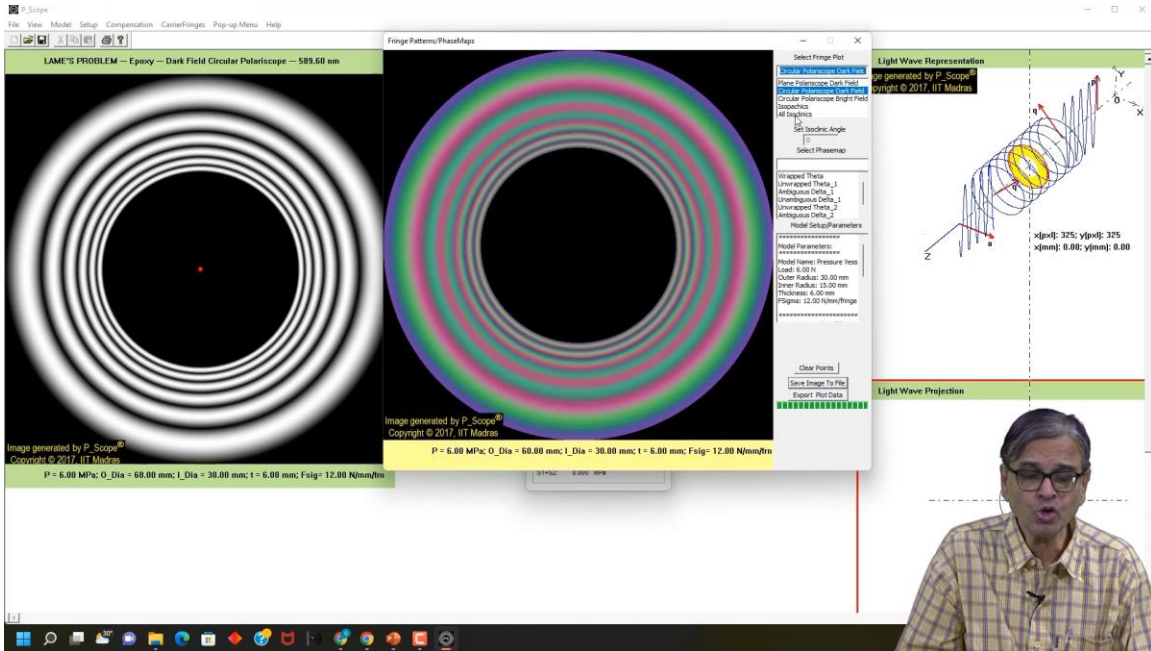 P_Scope
File View Model Setup Compensation CarrierFringes Pop-up Menu Help
LAME'S PROBLEM -- Epoxy -- Dark Field Circular Polariscope -- 589.60 nm
Image generated by P_Scope®
Copyright © 2017, IIT Madras
P = 6.00 MPa; O_Dia = 60.00 mm; I_Dia = 30.00 mm; t = 6.00 mm; Fsig= 12.00 N/mm/frn
Fringe Patterns/PhaseMaps
Image generated by P_Scope®
Copyright © 2017, IIT Madras
P = 6.00 MPa; O_Dia = 60.00 mm; I_Dia = 30.00 mm; t = 6.00 mm; Fsig= 12.00 N/mm/frn
Select Fringe Plot
Circular Polariscope Dark Field
Plane Polariscope Dark Field
Circular Polariscope Dark Field
Circular Polariscope Bright Field
Isopachics
All Isoclinics
Set Isoclinic Angle
0
Select Phasemap
Wrapped Theta
Unwrapped Theta_1
Ambiguous Delta_1
Unambiguous Delta_1
Unwrapped Theta_2
Ambiguous Delta_2
Model Setup/Parameters
=================
Model Parameters:
=================
Model Name: Pressure Vess
Load: 6.00 N
Outer Radius: 30.00 mm
Inner Radius: 15.00 mm
Thickness: 6.00 mm
FSigma: 12.00 N/mm/fringe
Clear Points
Save Image To File
Export Plot Data
S1+S2: 0.000 MPa
Light Wave Representation
ge generated by P_Scope®
pyright © 2017, IIT Madras
Y
p
O
X
q
q
a
Z
x(pxl): 325; y(pxl): 325
x(mm): 0.00; y(mm): 0.00
Light Wave Projection
30°